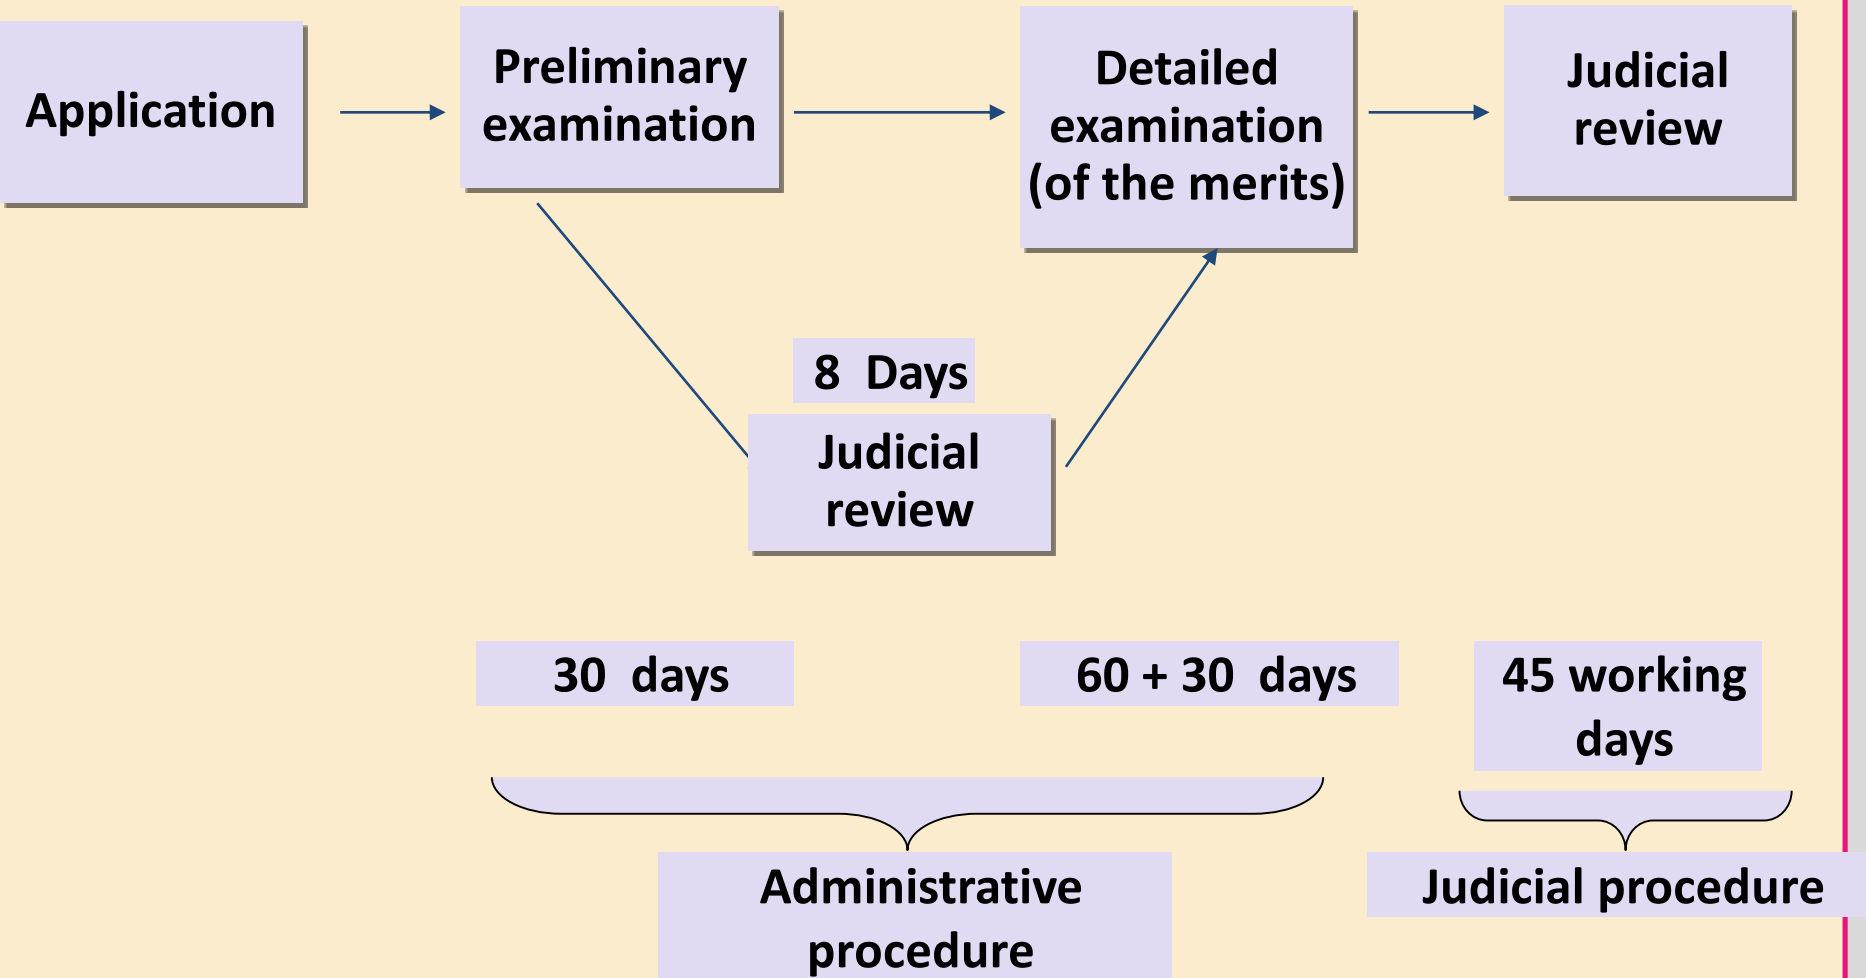 Application
Preliminary
examination
Detailed
examination
(of the merits)
Judicial
review
8 Days
Judicial
review
30 days
60 + 30 days
45 working
days
Administrative
procedure
Judicial procedure